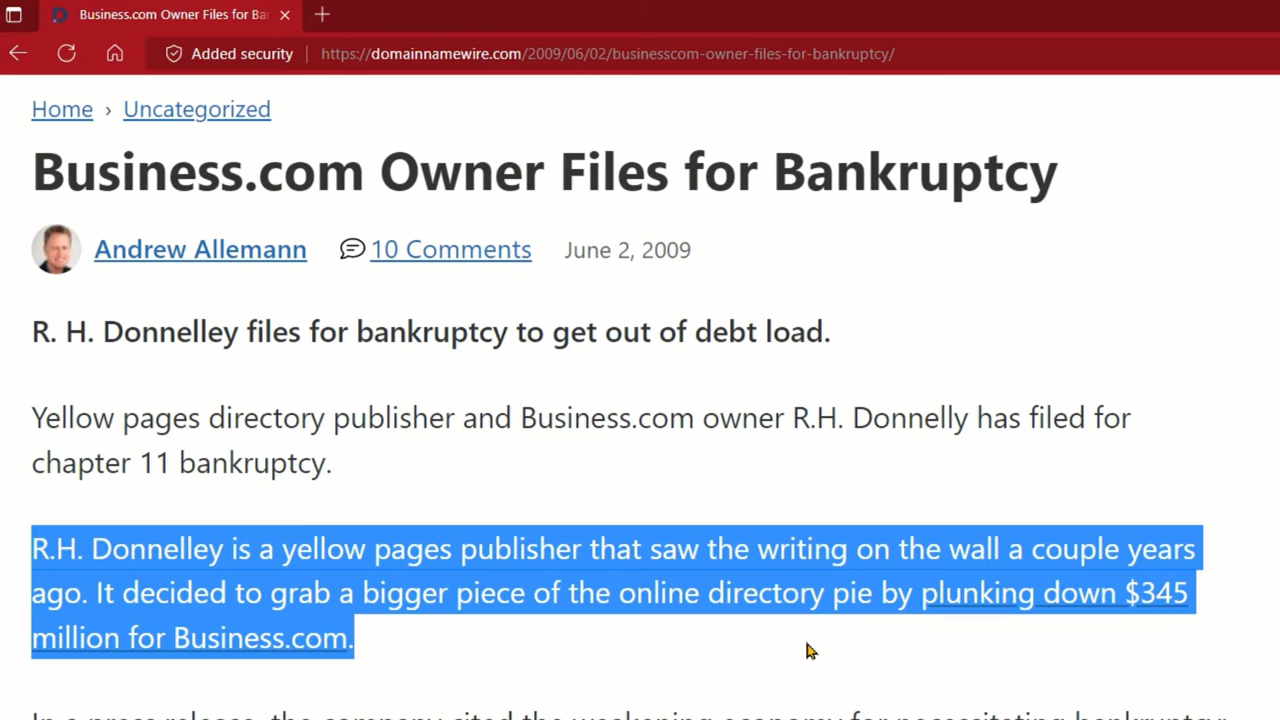 Business.com Owner Files for Ba
Added security
https://domainnamewire.com/2009/06/02/businesscom-owner-files-for-bankruptcy/
Home › Uncategorized
Business.com Owner Files for Bankruptcy
Andrew Allemann 10 Comments June 2, 2009
R. H. Donnelley files for bankruptcy to get out of debt load.
Yellow pages directory publisher and Business.com owner R.H. Donnelly has filed for
chapter 11 bankruptcy.
R.H. Donnelley is a yellow pages publisher that saw the writing on the wall a couple years
ago. It decided to grab a bigger piece of the online directory pie by plunking down $345
million for Business.com.
In a press release, the company cited the weakening economy for necessitating bankruptcy: